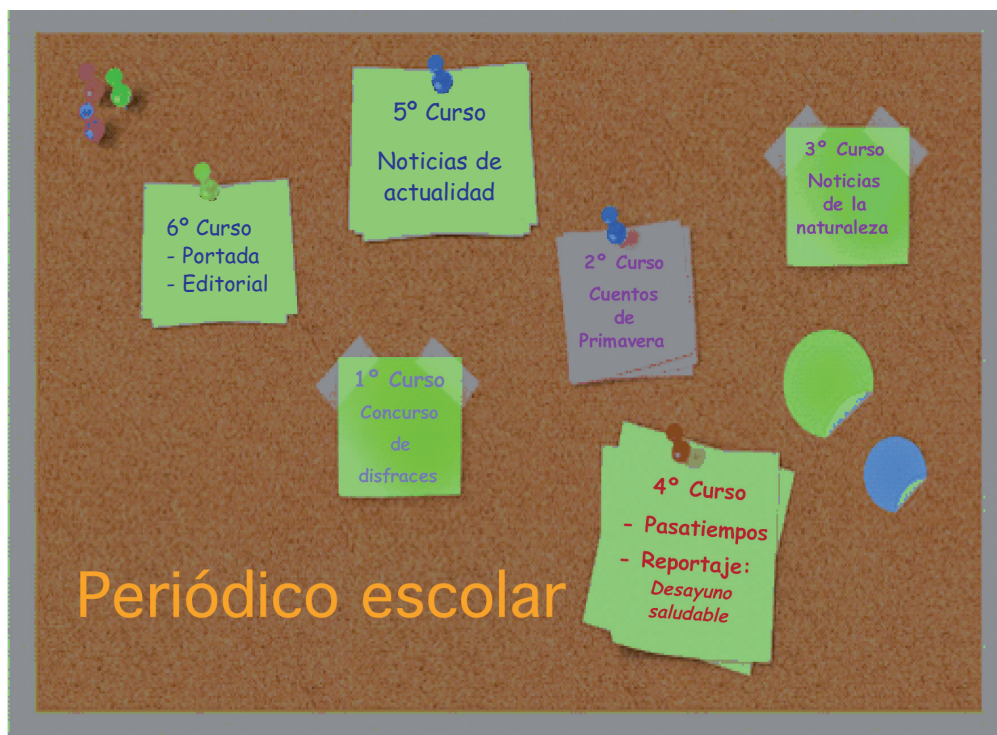 5º Curso
Noticias de
actualidad
3º Curso
Noticias
de la
naturaleza
6º Curso
- Portada
- Editorial
2º Curso
Cuentos
de
Primavera
1º Curso
Concurso
de
disfraces
4º Curso
- Pasatiempos
- Reportaje:
Desayuno
saludable
Periódico escolar